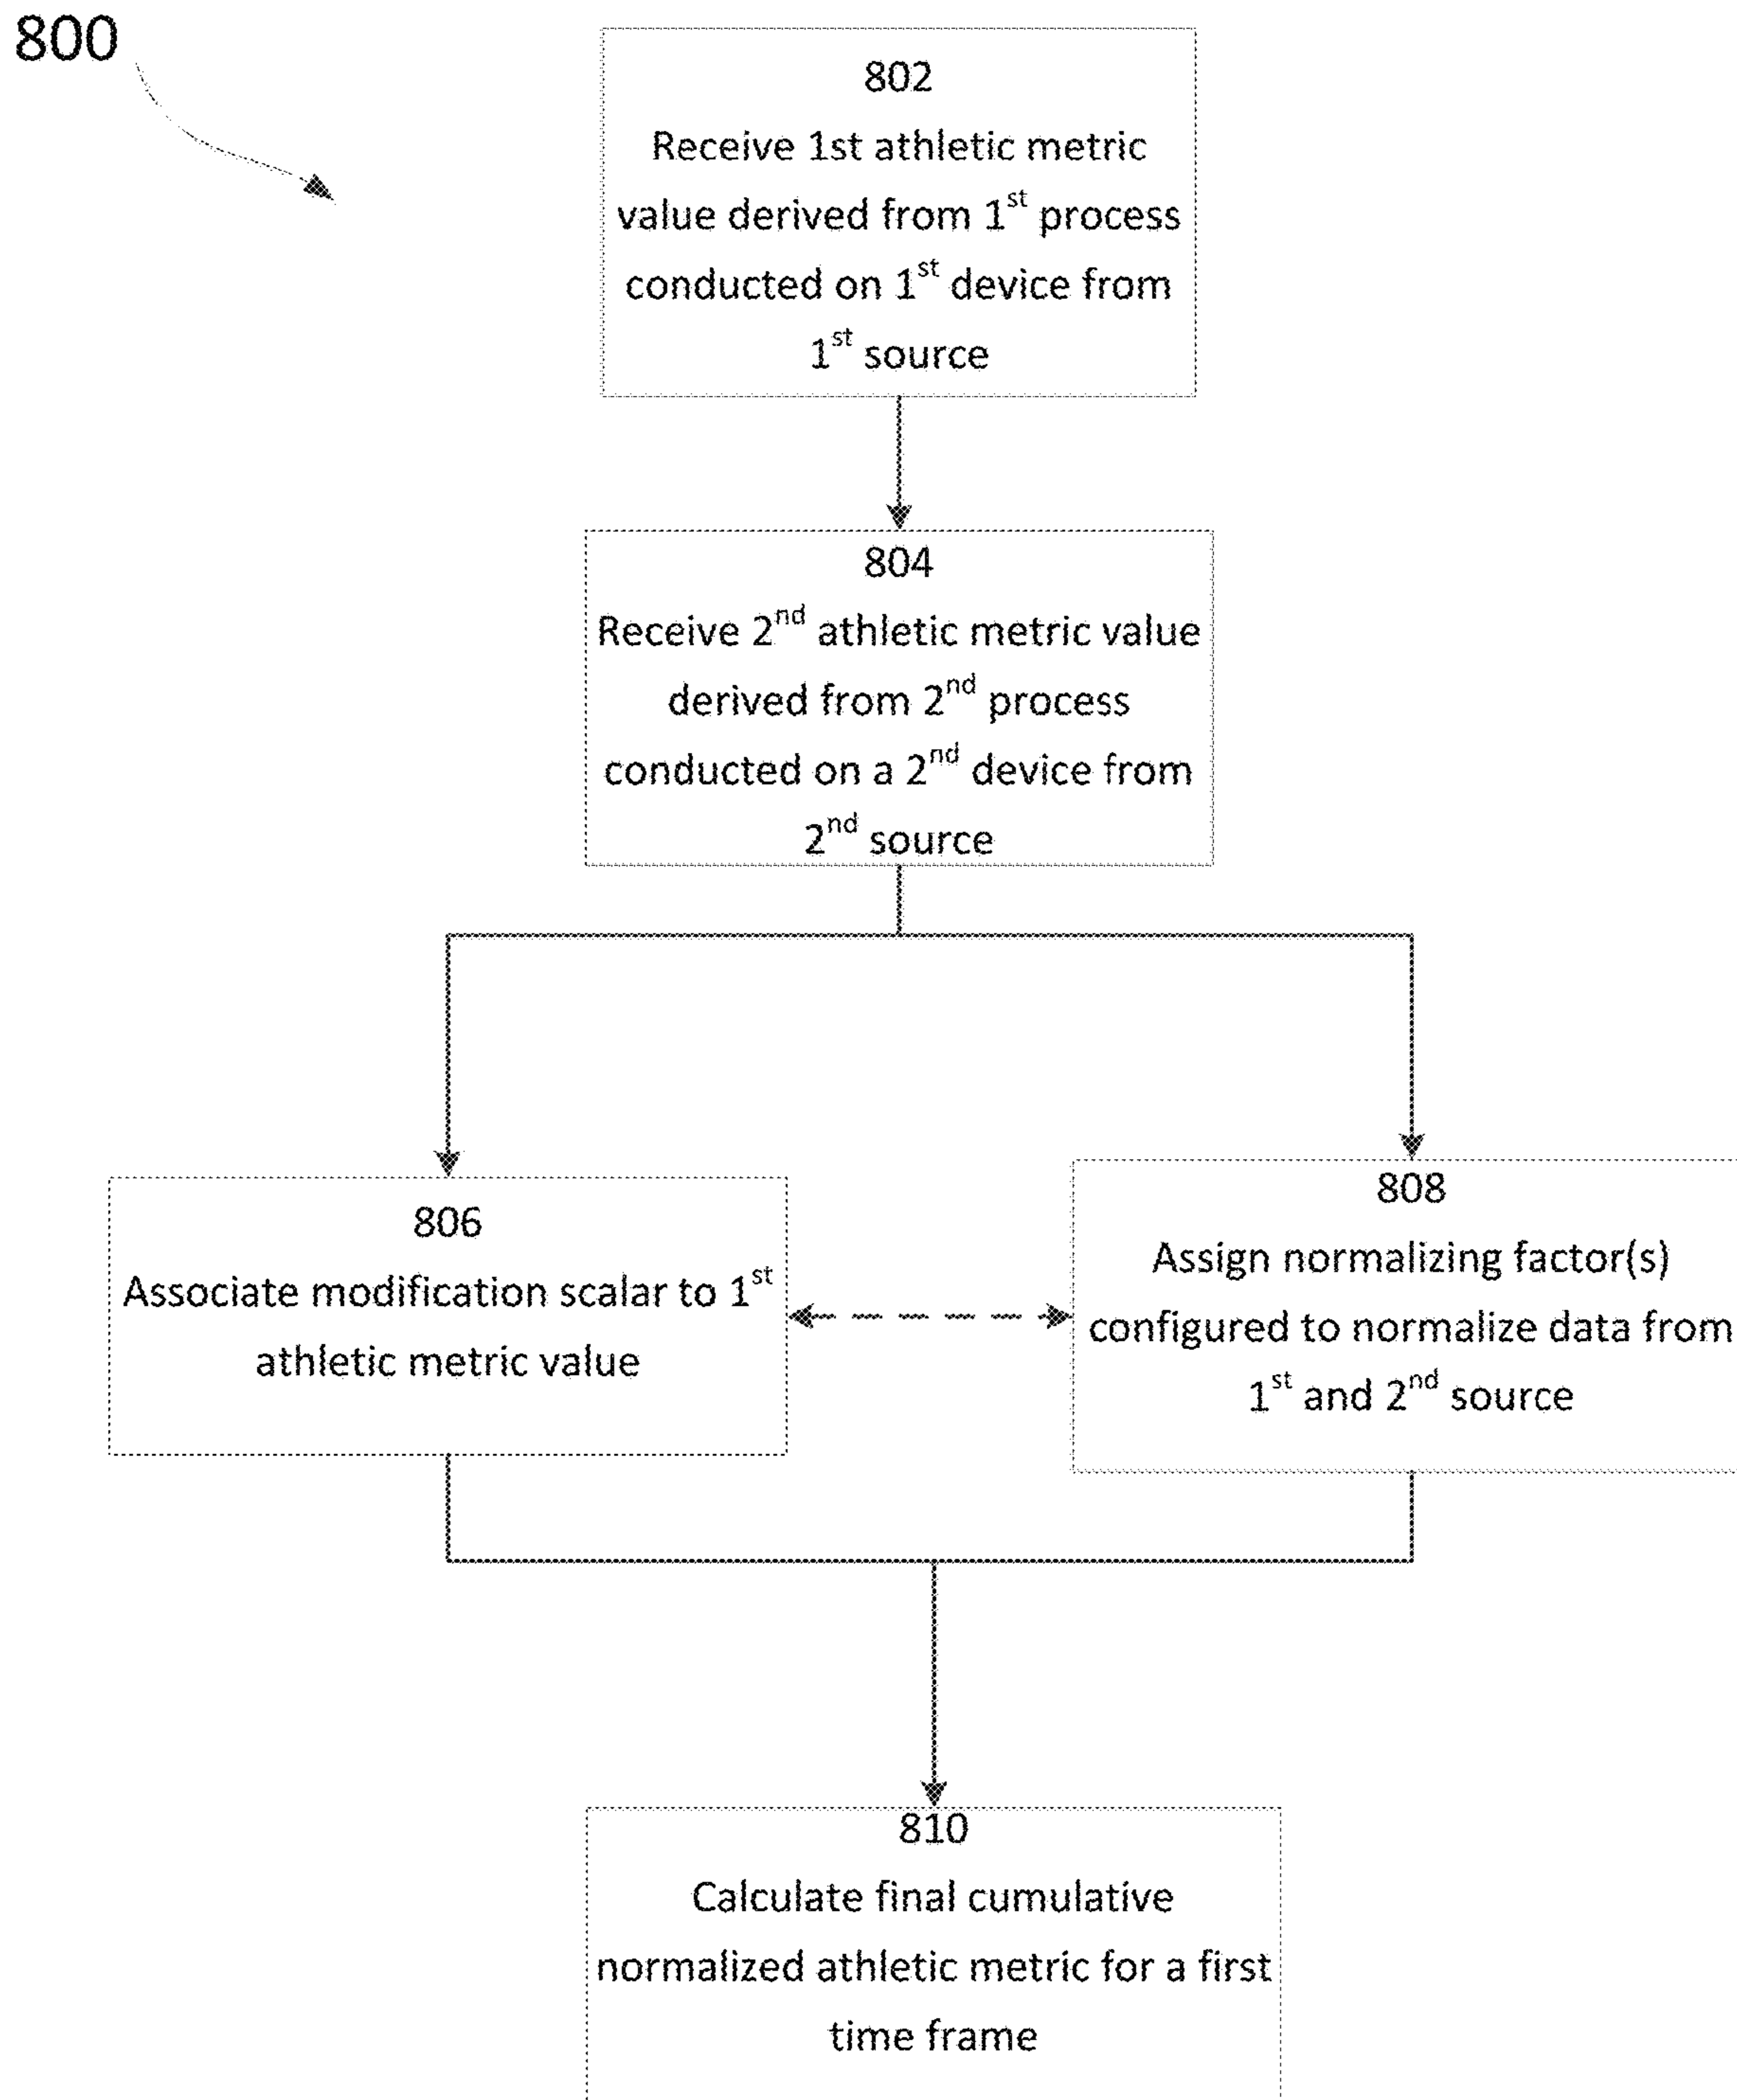 800
802
Receive 1st athletic metric
value derived from 1st process
conducted on 1st device from
1st source
804
Receive 2nd athletic metric value
derived from 2nd process
conducted on a 2nd device from
2nd source
806
Associate modification scalar to 1st
athletic metric value
808
Assign normalizing factor(s)
configured to normalize data from
1st and 2nd source
810
Calculate final cumulative
normalized athletic metric for a first
time frame